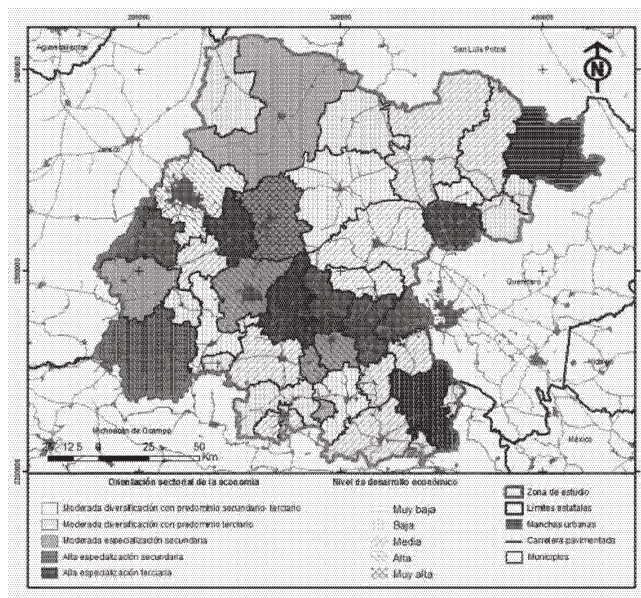 200000 300000 400000
Aguascalientes
San Luis Potosí
N
Querétaro
Hidalgo
Michoacán de Ocampo
México
12.5 0 25 50
Km
Orientación sectorial de la economía
Moderada diversificación con predominio secundario- terciario
Moderada diversificación con predominio terciario
Moderada especialización secundaria
Alta especialización secundaria
Alta especialización terciaria
Nivel de desarrollo económico
Muy baja
Baja
Media
Alta
Muy alta
Zona de estudio
Límites estatales
Manchas urbanas
Carretera pavimentada
Municipios